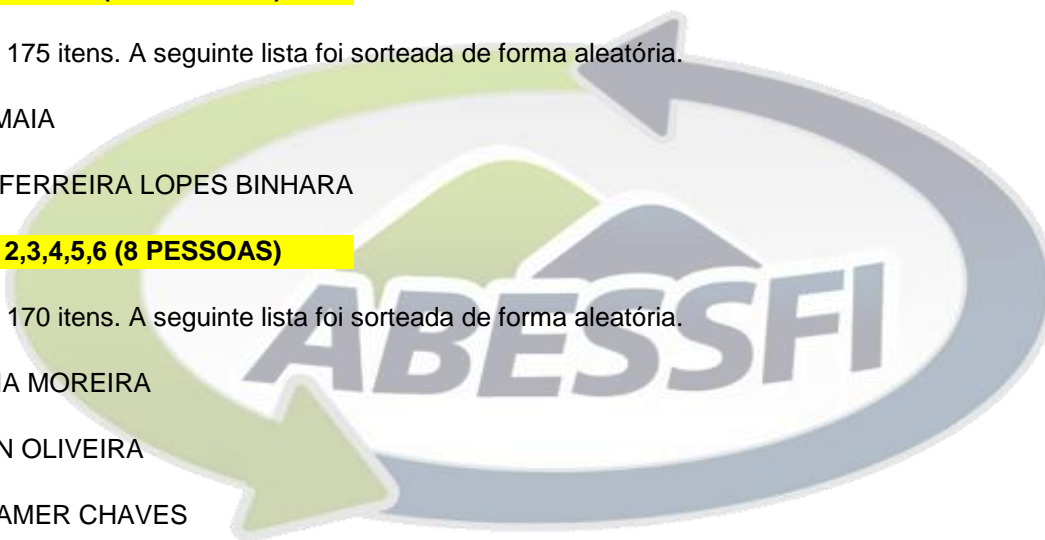 175 itens. A seguinte lista foi sorteada de forma aleatória.
MAIA
FERREIRA LOPES BINHARA
2,3,4,5,6 (8 PESSOAS)
170 itens. A seguinte lista foi sorteada de forma aleatória.
ABESSFI
MOREIRA
OLIVEIRA
CHAVES